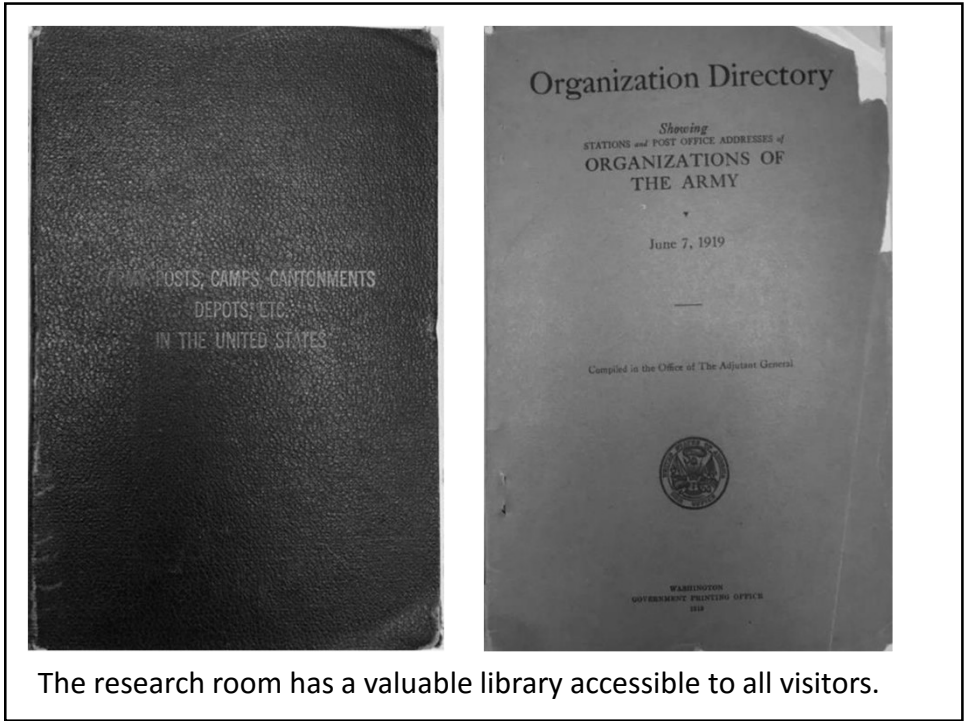 POSTS, CAMPS, CANTONMENTS
DEPOTS, ETC.
IN THE UNITED STATES
Organization Directory
Showing
STATIONS and POST OFFICE ADDRESSES of
ORGANIZATIONS OF
THE ARMY
June 7, 1919
Compiled in the Office of The Adjutant General
WASHINGTON
GOVERNMENT PRINTING OFFICE
1919
The research room has a valuable library accessible to all visitors.